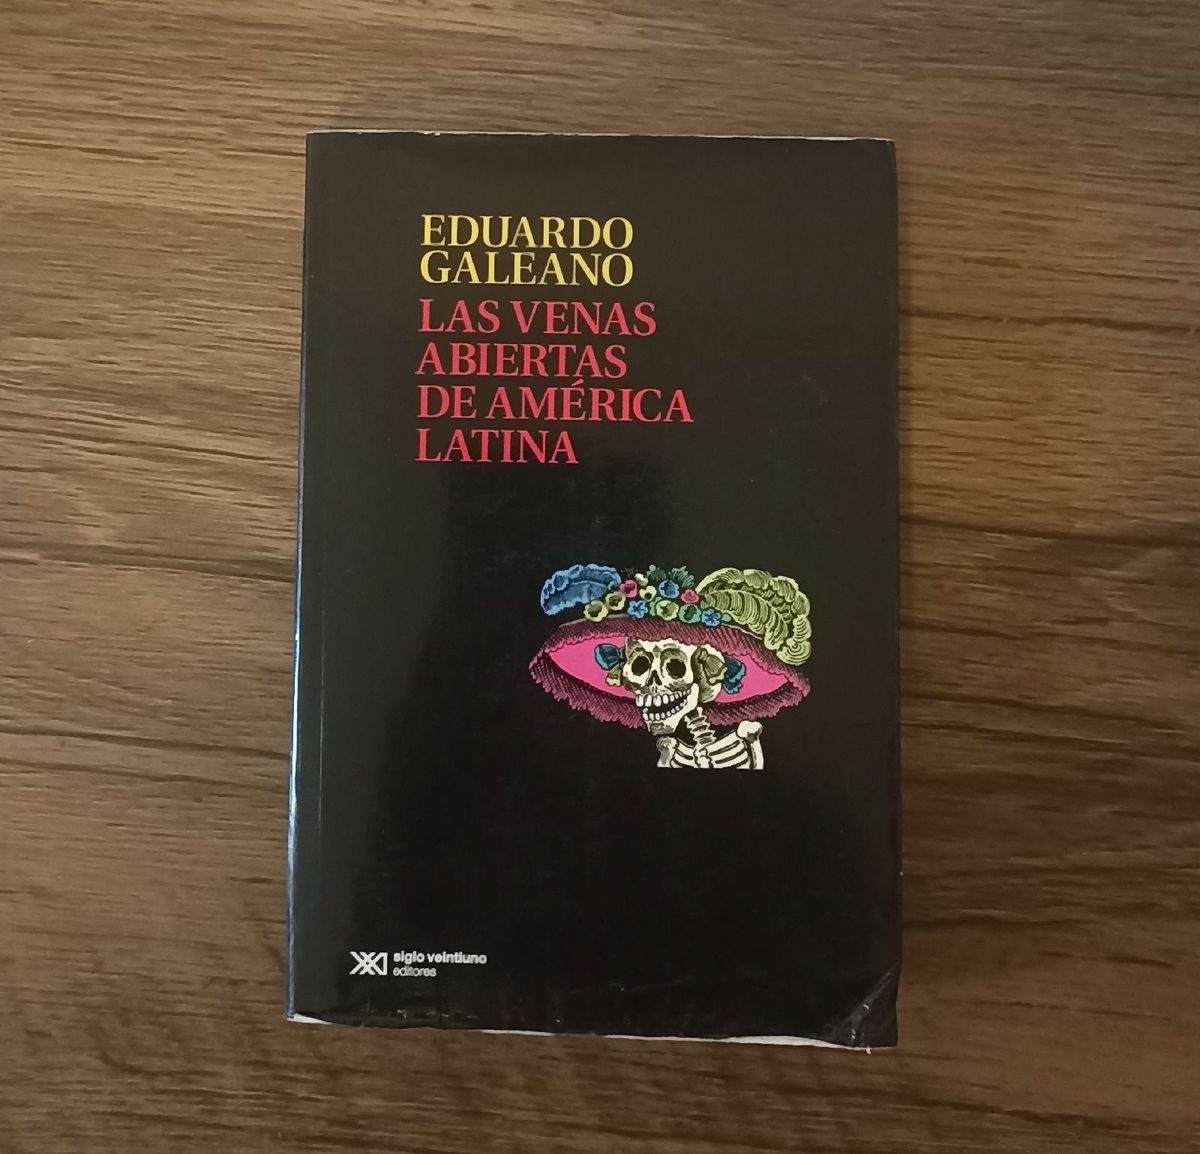 EDUARDO
GALEANO
LAS VENAS
ABIERTAS
DE AMÉRICA
LATINA
siglo veintiuno
editores